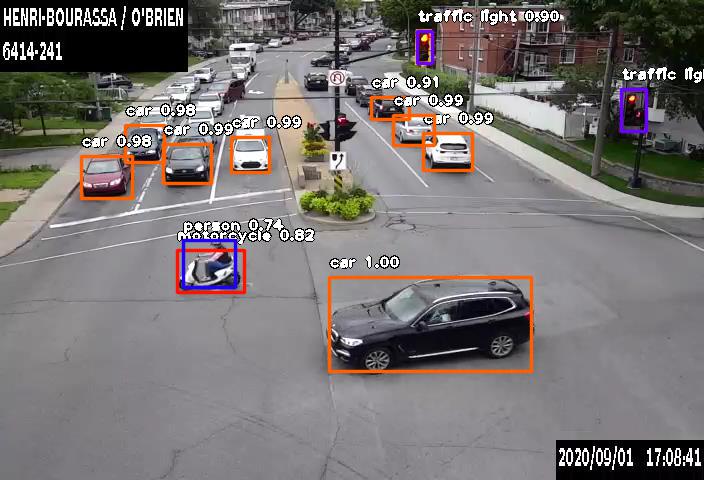 HENRI-BOURASSA / O'BRIEN
6414-241
traffic light 0.90
traffic lig
car 0.91
car 0.99
car 0.99
car 0.98
car 0.99
car 0.99
car 0.98
person 0.74
motorcycle 0.82
car 1.00
2020/09/01 17:08:41